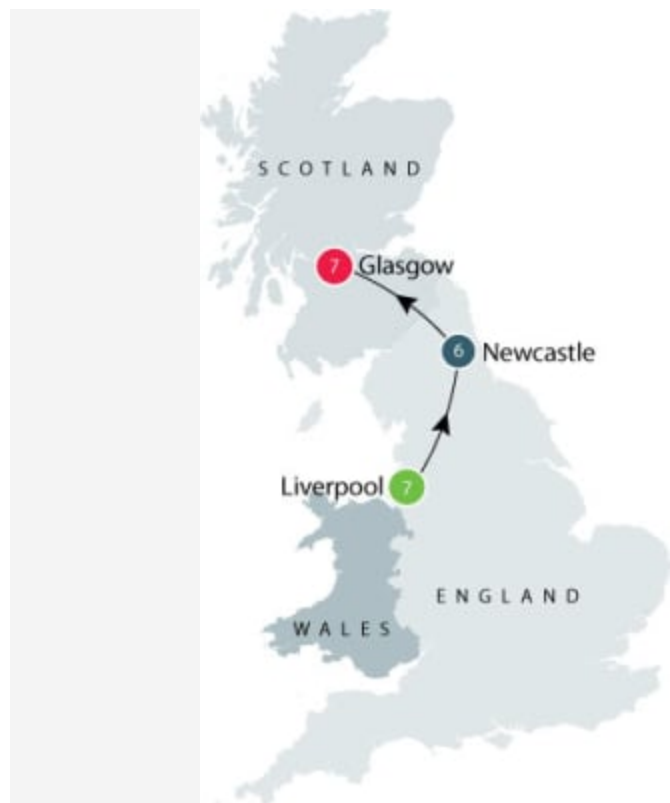 SCOTLAND
7 Glasgow
6 Newcastle
Liverpool 7
ENGLAND
WALES